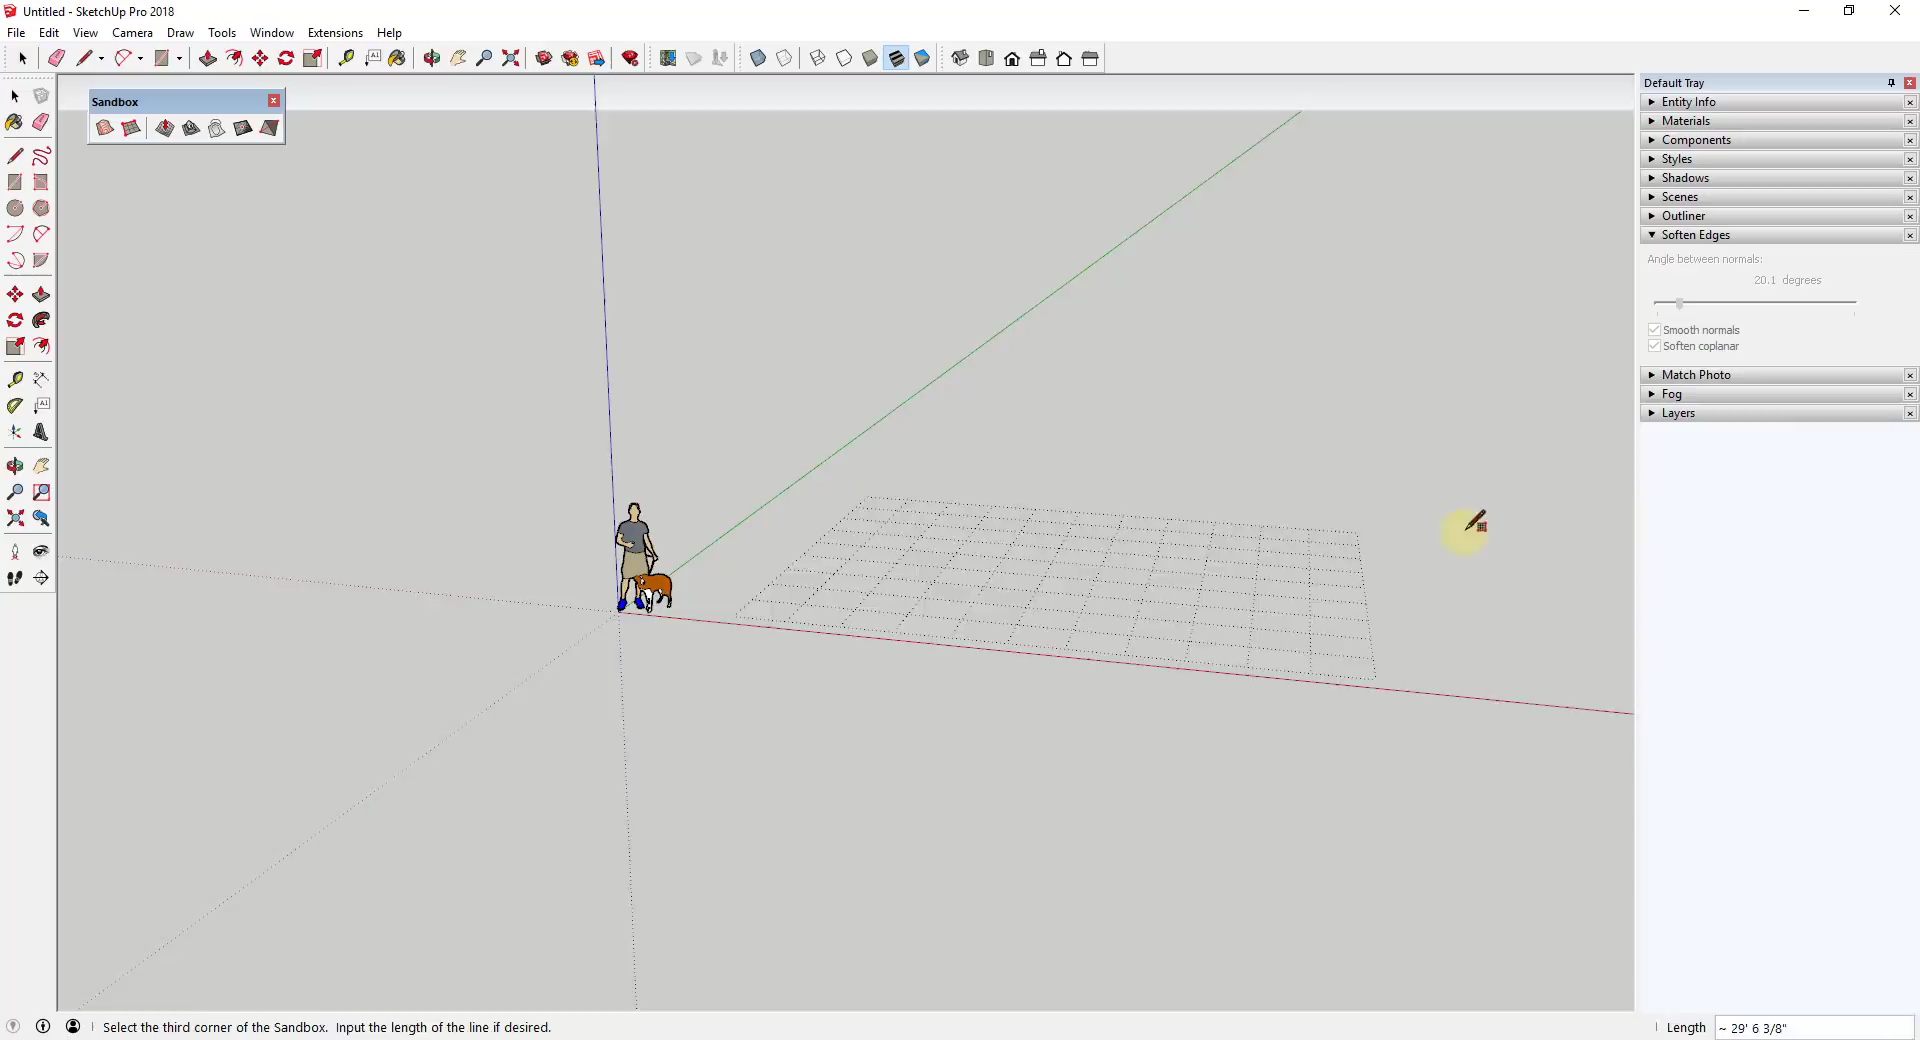 Untitled - SketchUp Pro 2018
File Edit View Camera Draw Tools Window Extensions Help
Sandbox
Default Tray
Entity Info
Materials
Components
Styles
Shadows
Scenes
Outliner
Soften Edges
Angle between normals:
20.1 degrees
Smooth normals
Soften coplanar
Match Photo
Fog
Layers
Select the third corner of the Sandbox. Input the length of the line if desired.
Length ~ 29' 6 3/8"